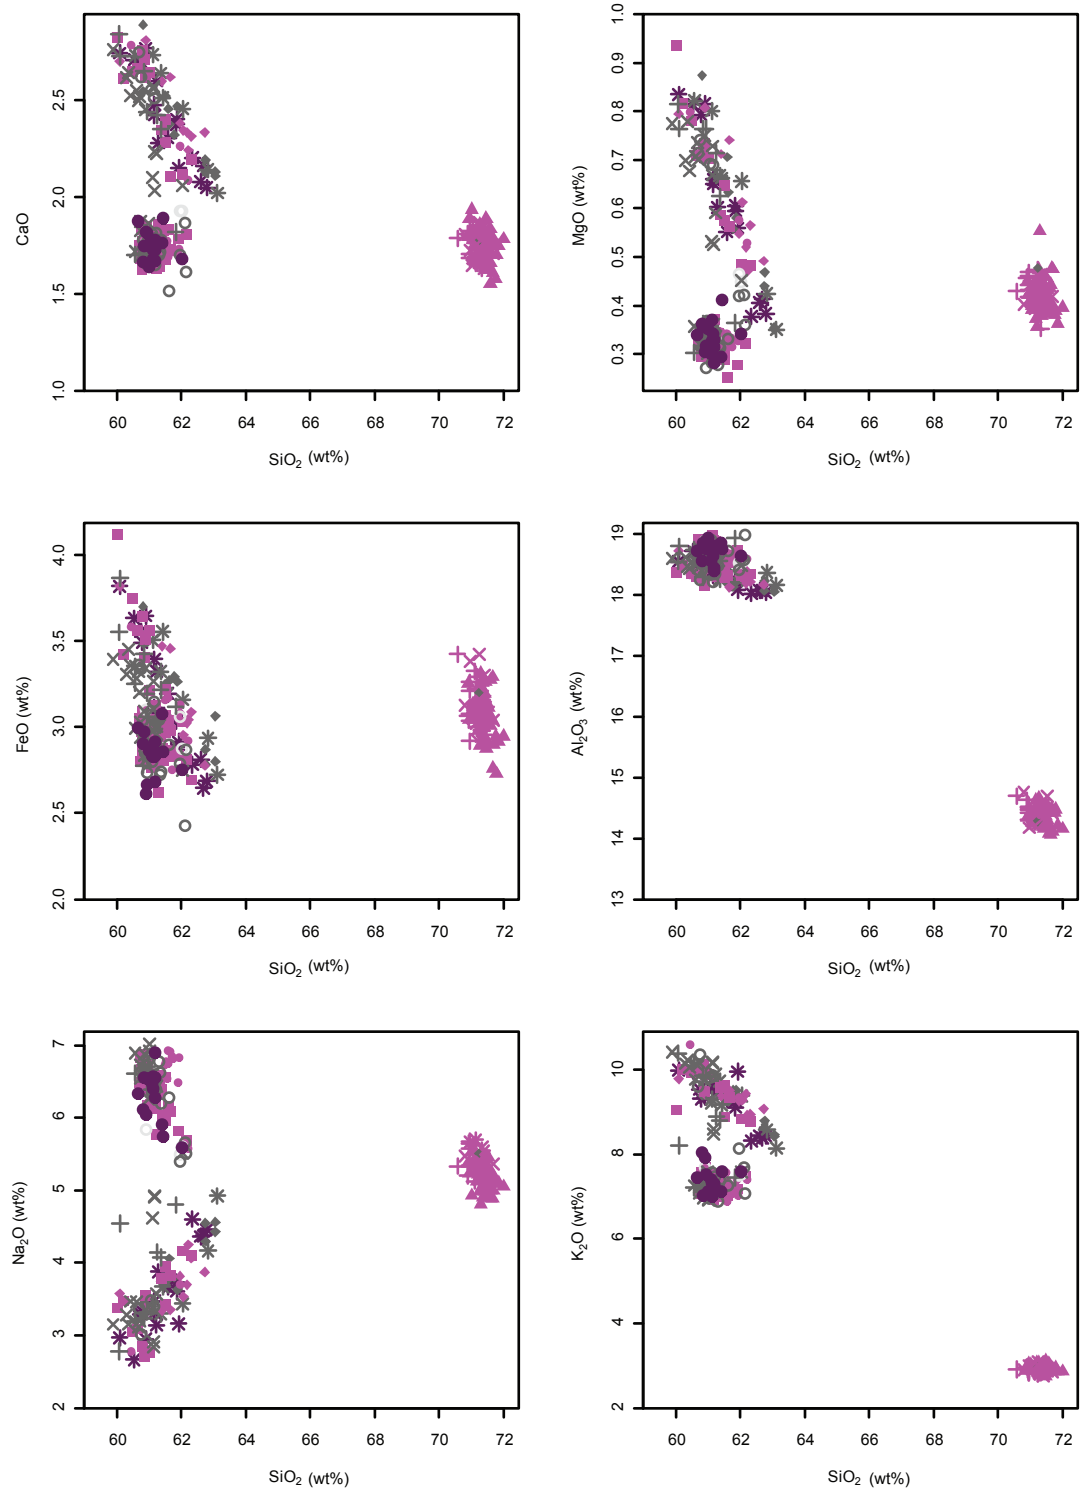 CaO
1.0 1.5 2.0 2.5
60 62 64 66 68 70 72
SiO₂ (wt%)
MgO (wt%)
0.3 0.4 0.5 0.6 0.7 0.8 0.9 1.0
60 62 64 66 68 70 72
SiO₂ (wt%)
FeO (wt%)
2.0 2.5 3.0 3.5 4.0
60 62 64 66 68 70 72
SiO₂ (wt%)
Al₂O₃ (wt%)
13 14 15 16 17 18 19
60 62 64 66 68 70 72
SiO₂ (wt%)
Na₂O (wt%)
2 3 4 5 6 7
60 62 64 66 68 70 72
SiO₂ (wt%)
K₂O (wt%)
2 4 6 8 10
60 62 64 66 68 70 72
SiO₂ (wt%)